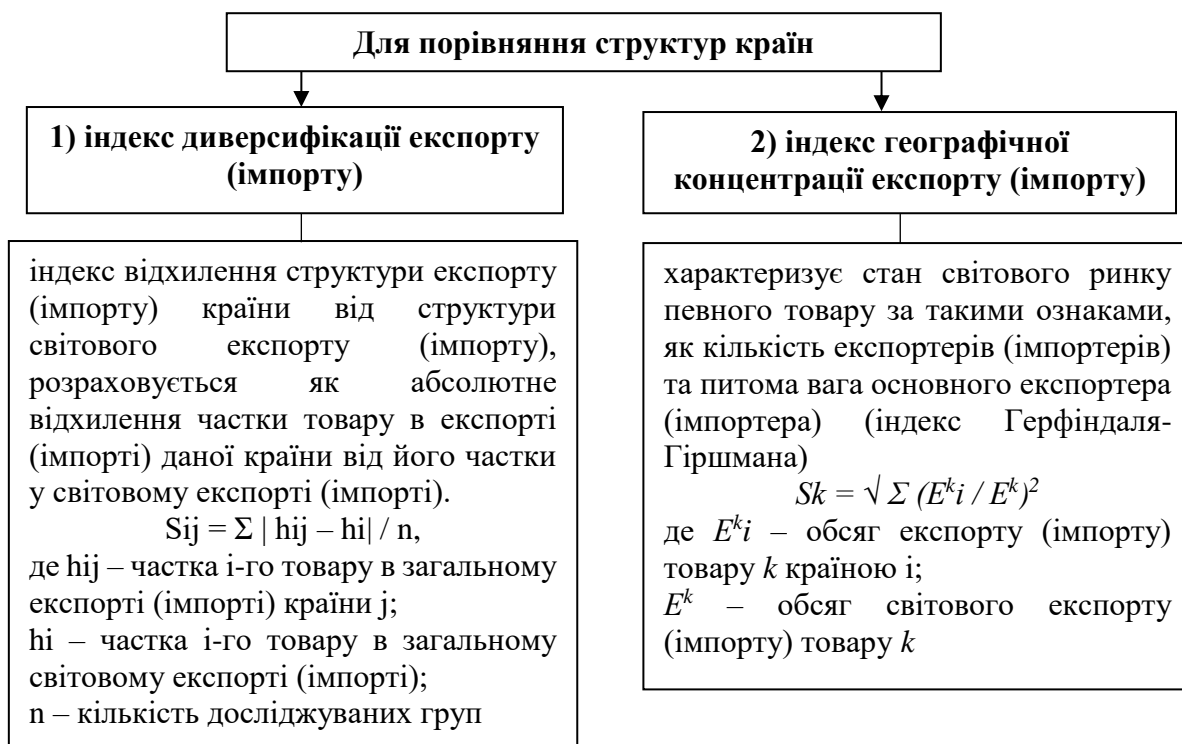 Для порівняння структур країн
1) індекс диверсифікації експорту
(імпорту)
індекс відхилення структури експорту
(імпорту) країни від структури
світового експорту (імпорту),
розраховується як абсолютне
відхилення частки товару в експорті
(імпорті) даної країни від його частки
у світовому експорті (імпорті).
Sij = Σ | hij – hi| / n,
де hij – частка i-го товару в загальному
експорті (імпорті) країни j;
hi – частка i-го товару в загальному
світовому експорті (імпорті);
n – кількість досліджуваних груп
2) індекс географічної
концентрації експорту (імпорту)
характеризує стан світового ринку
певного товару за такими ознаками,
як кількість експортерів (імпортерів)
та питома вага основного експортера
(імпортера) (індекс Герфіндаля-
Гіршмана)
Sk = √ Σ (Eᵏi / Eᵏ)²
де Eᵏi – обсяг експорту (імпорту)
товару k країною і;
Eᵏ – обсяг світового експорту
(імпорту) товару k